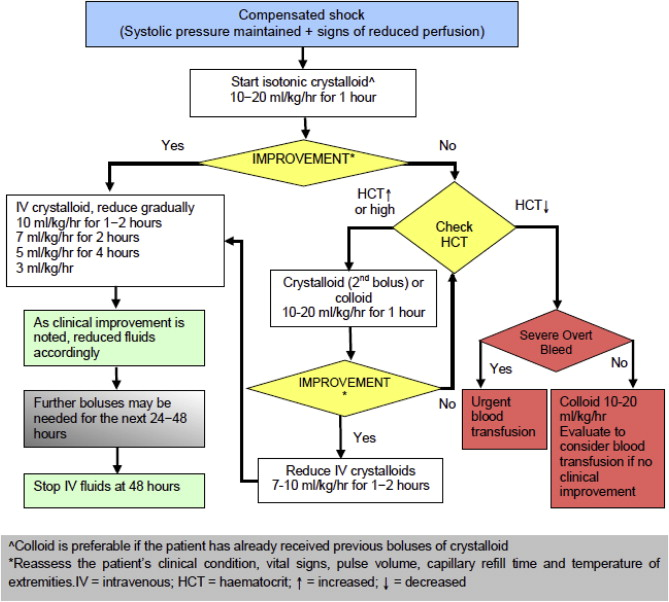 Compensated shock
(Systolic pressure maintained + signs of reduced perfusion)
Start isotonic crystalloid^
10−20 ml/kg/hr for 1 hour
Yes
IMPROVEMENT*
No
IV crystalloid, reduce gradually
10 ml/kg/hr for 1−2 hours
7 ml/kg/hr for 2 hours
5 ml/kg/hr for 4 hours
3 ml/kg/hr
HCT↑
or high
Check
HCT
HCT↓
Crystalloid (2nd bolus) or
colloid
10-20 ml/kg/hr for 1 hour
As clinical improvement is
noted, reduced fluids
accordingly
Severe Overt
Bleed
Yes
No
IMPROVEMENT
*
No
Further boluses may be
needed for the next 24−48
hours
Urgent
blood
transfusion
Colloid 10-20
ml/kg/hr
Evaluate to
consider blood
transfusion if no
clinical
improvement
Yes
Reduce IV crystalloids
7-10 ml/kg/hr for 1−2 hours
Stop IV fluids at 48 hours
^Colloid is preferable if the patient has already received previous boluses of crystalloid
*Reassess the patient's clinical condition, vital signs, pulse volume, capillary refill time and temperature of
extremities.IV = intravenous; HCT = haematocrit; ↑ = increased; ↓ = decreased